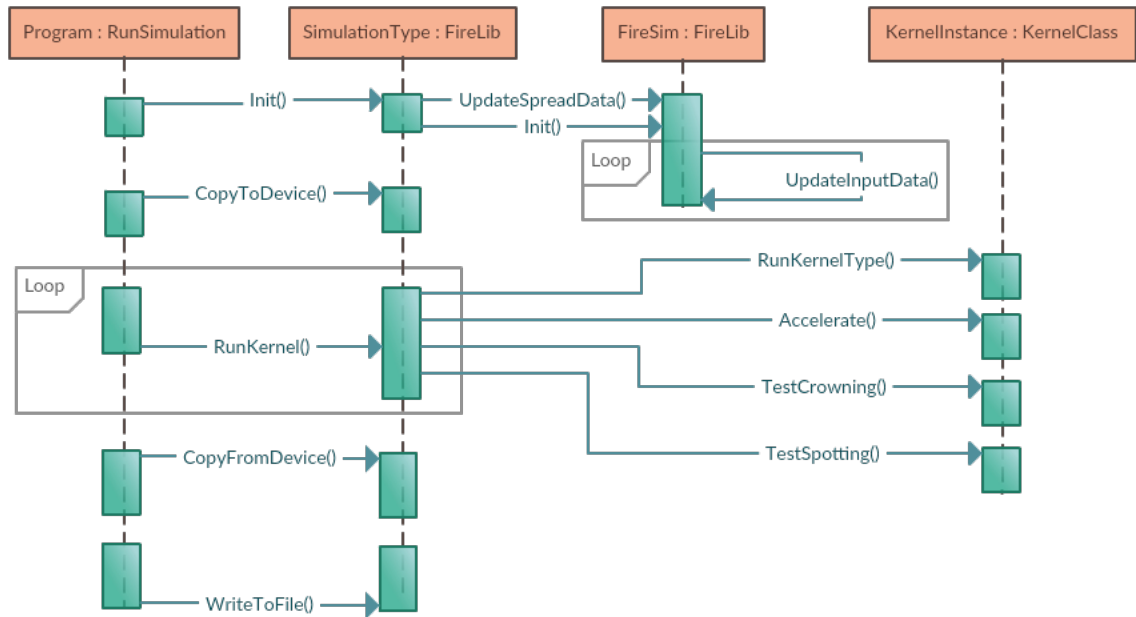 Program : RunSimulation
SimulationType : FireLib
FireSim : FireLib
KernelInstance : KernelClass
Init()
UpdateSpreadData()
Init()
Loop
UpdateInputData()
CopyToDevice()
RunKernelType()
Loop
Accelerate()
RunKernel()
TestCrowning()
CopyFromDevice()
TestSpotting()
WriteToFile()